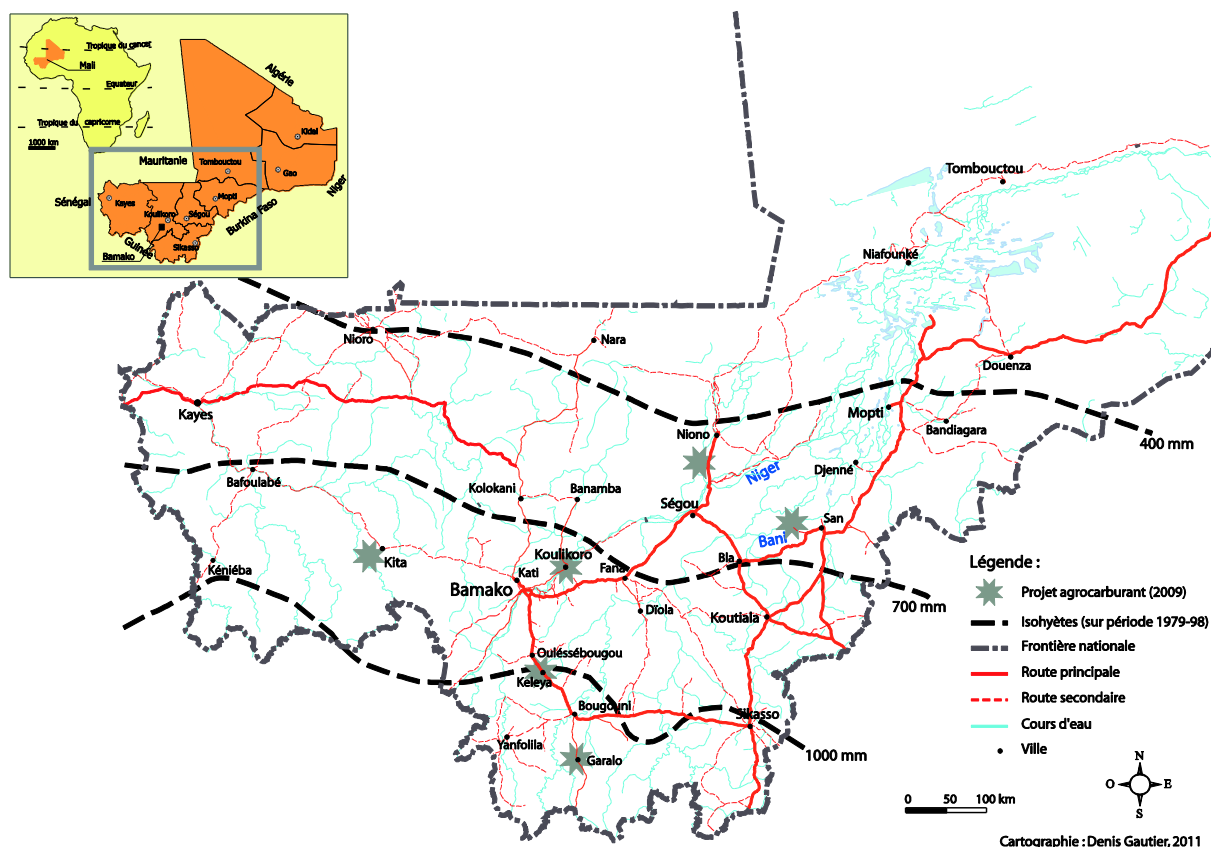 Tropique du cancer
Mali
Equateur
Tropique du capricorne
1000 km
Algérie
Kidal
Mauritanie
Tombouctou
Gao
Niger
Sénégal
Kayes
Mopti
Koulikoro
Ségou
Burkina Faso
Guinée
Sikasso
Bamako
Tombouctou
Niafounké
Nioro
Nara
Douenza
Kayes
Mopti
Bandiagara
400 mm
Niono
Niger
Djenné
Bafoulabé
Kolokani
Banamba
Ségou
San
Bani
Koulikoro
Kita
Kéniéba
Kati
Fana
Bla
Bamako
Dïola
Koutiala
700 mm
Ouléssébougou
Keleya
Bougouni
Sikasso
Yanfolila
Garalo
1000 mm
Légende :
Projet agrocarburant (2009)
Isohyètes (sur période 1979-98)
Frontière nationale
Route principale
Route secondaire
Cours d'eau
Ville
0 50 100 km
N
O E
S
Cartographie : Denis Gautier, 2011